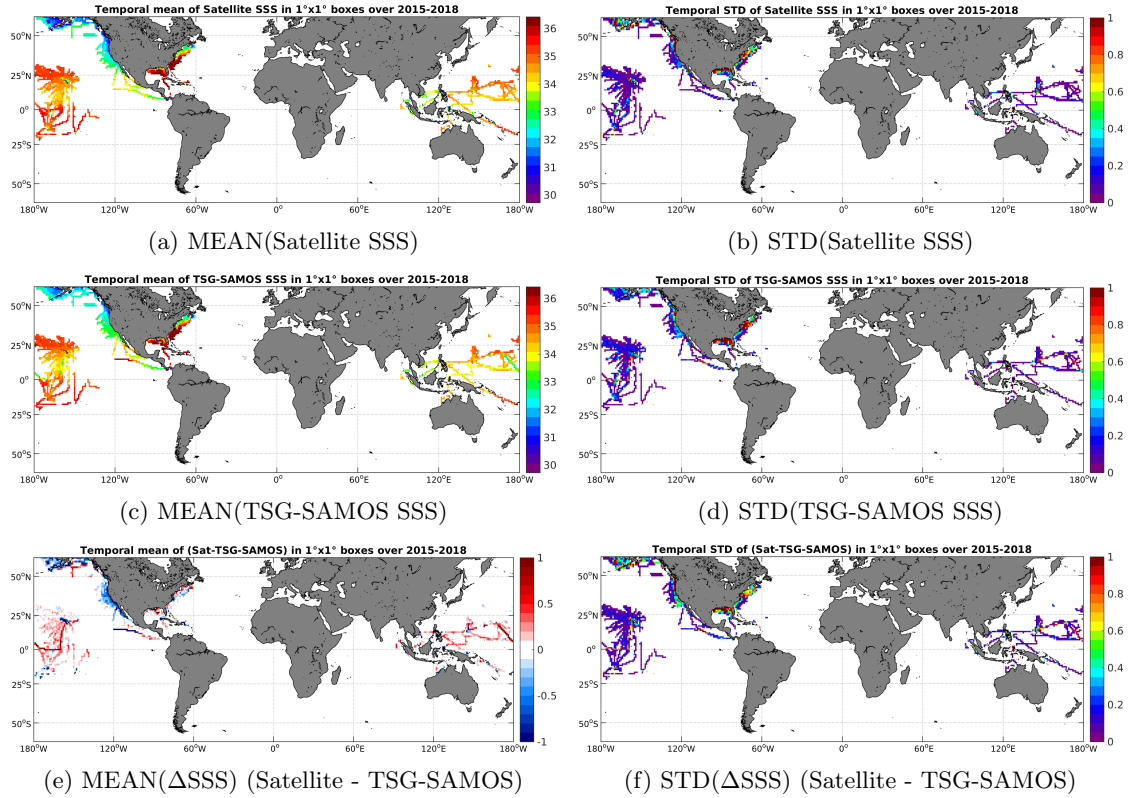 Temporal mean of Satellite SSS in 1°x1° boxes over 2015-2018
50°N
25°N
0°
25°S
50°S
180°W 120°W 60°W 0° 60°E 120°E 180°W
36
35
34
33
32
31
30
(a) MEAN(Satellite SSS)
Temporal STD of Satellite SSS in 1°x1° boxes over 2015-2018
50°N
25°N
0°
25°S
50°S
180°W 120°W 60°W 0° 60°E 120°E 180°W
1
0.8
0.6
0.4
0.2
0
(b) STD(Satellite SSS)
Temporal mean of TSG-SAMOS SSS in 1°x1° boxes over 2015-2018
50°N
25°N
0°
25°S
50°S
180°W 120°W 60°W 0° 60°E 120°E 180°W
36
35
34
33
32
31
30
(c) MEAN(TSG-SAMOS SSS)
Temporal STD of TSG-SAMOS SSS in 1°x1° boxes over 2015-2018
50°N
25°N
0°
25°S
50°S
180°W 120°W 60°W 0° 60°E 120°E 180°W
1
0.8
0.6
0.4
0.2
0
(d) STD(TSG-SAMOS SSS)
Temporal mean of (Sat-TSG-SAMOS) in 1°x1° boxes over 2015-2018
50°N
25°N
0°
25°S
50°S
180°W 120°W 60°W 0° 60°E 120°E 180°W
1
0.5
0
-0.5
-1
(e) MEAN(ΔSSS) (Satellite - TSG-SAMOS)
Temporal STD of (Sat-TSG-SAMOS) in 1°x1° boxes over 2015-2018
50°N
25°N
0°
25°S
50°S
180°W 120°W 60°W 0° 60°E 120°E 180°W
1
0.8
0.6
0.4
0.2
0
(f) STD(ΔSSS) (Satellite - TSG-SAMOS)